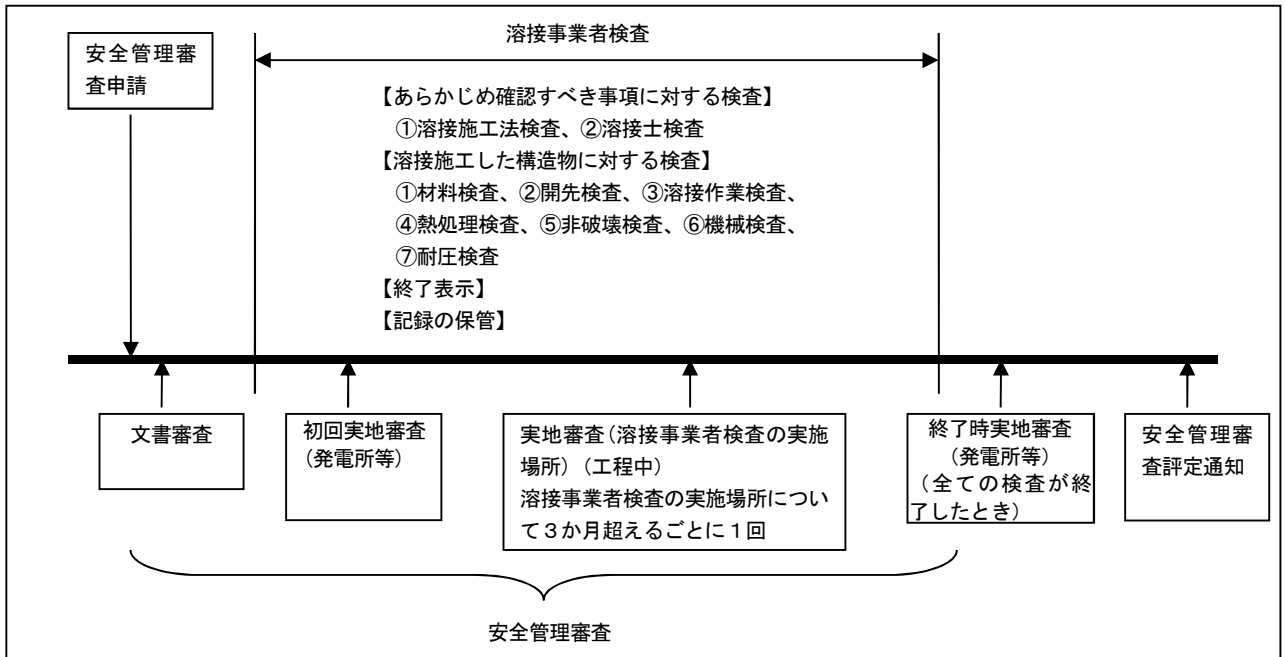 溶接事業者検査
安全管理審
査申請
【あらかじめ確認すべき事項に対する検査】
①溶接施工法検査、②溶接士検査
【溶接施工した構造物に対する検査】
①材料検査、②開先検査、③溶接作業検査、
④熱処理検査、⑤非破壊検査、⑥機械検査、
⑦耐圧検査
【終了表示】
【記録の保管】
文書審査
初回実地審査
(発電所等)
実地審査(溶接事業者検査の実施
場所)(工程中)
溶接事業者検査の実施場所につい
て３か月超えるごとに１回
終了時実地審査
(発電所等)
(全ての検査が終
了したとき)
安全管理審
査評定通知
安全管理審査